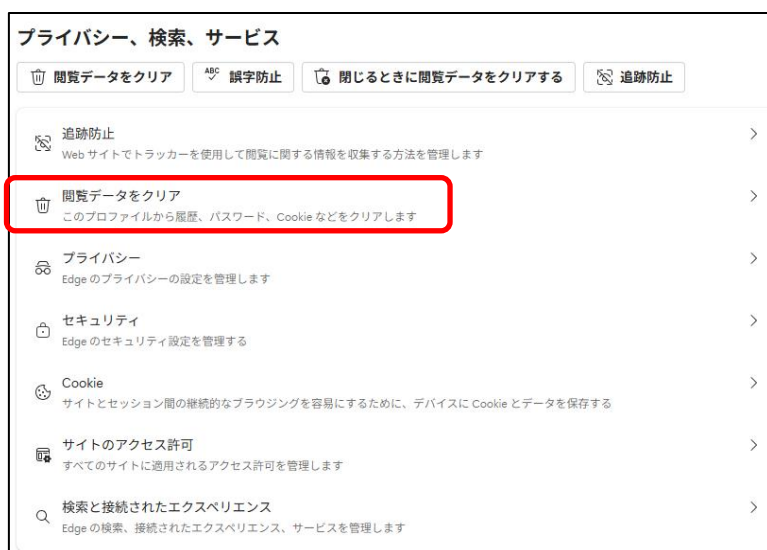 プライバシー、検索、サービス
閲覧データをクリア ABC 誤字防止 閉じるときに閲覧データをクリアする 追跡防止
追跡防止
Web サイトでトラッカーを使用して閲覧に関する情報を収集する方法を管理します
閲覧データをクリア
このプロファイルから履歴、パスワード、Cookie などをクリアします
プライバシー
Edge のプライバシーの設定を管理します
セキュリティ
Edge のセキュリティ設定を管理する
Cookie
サイトとセッション間の継続的なブラウジングを容易にするために、デバイスに Cookie とデータを保存する
サイトのアクセス許可
すべてのサイトに適用されるアクセス許可を管理します
検索と接続されたエクスペリエンス
Edge の検索、接続されたエクスペリエンス、サービスを管理します